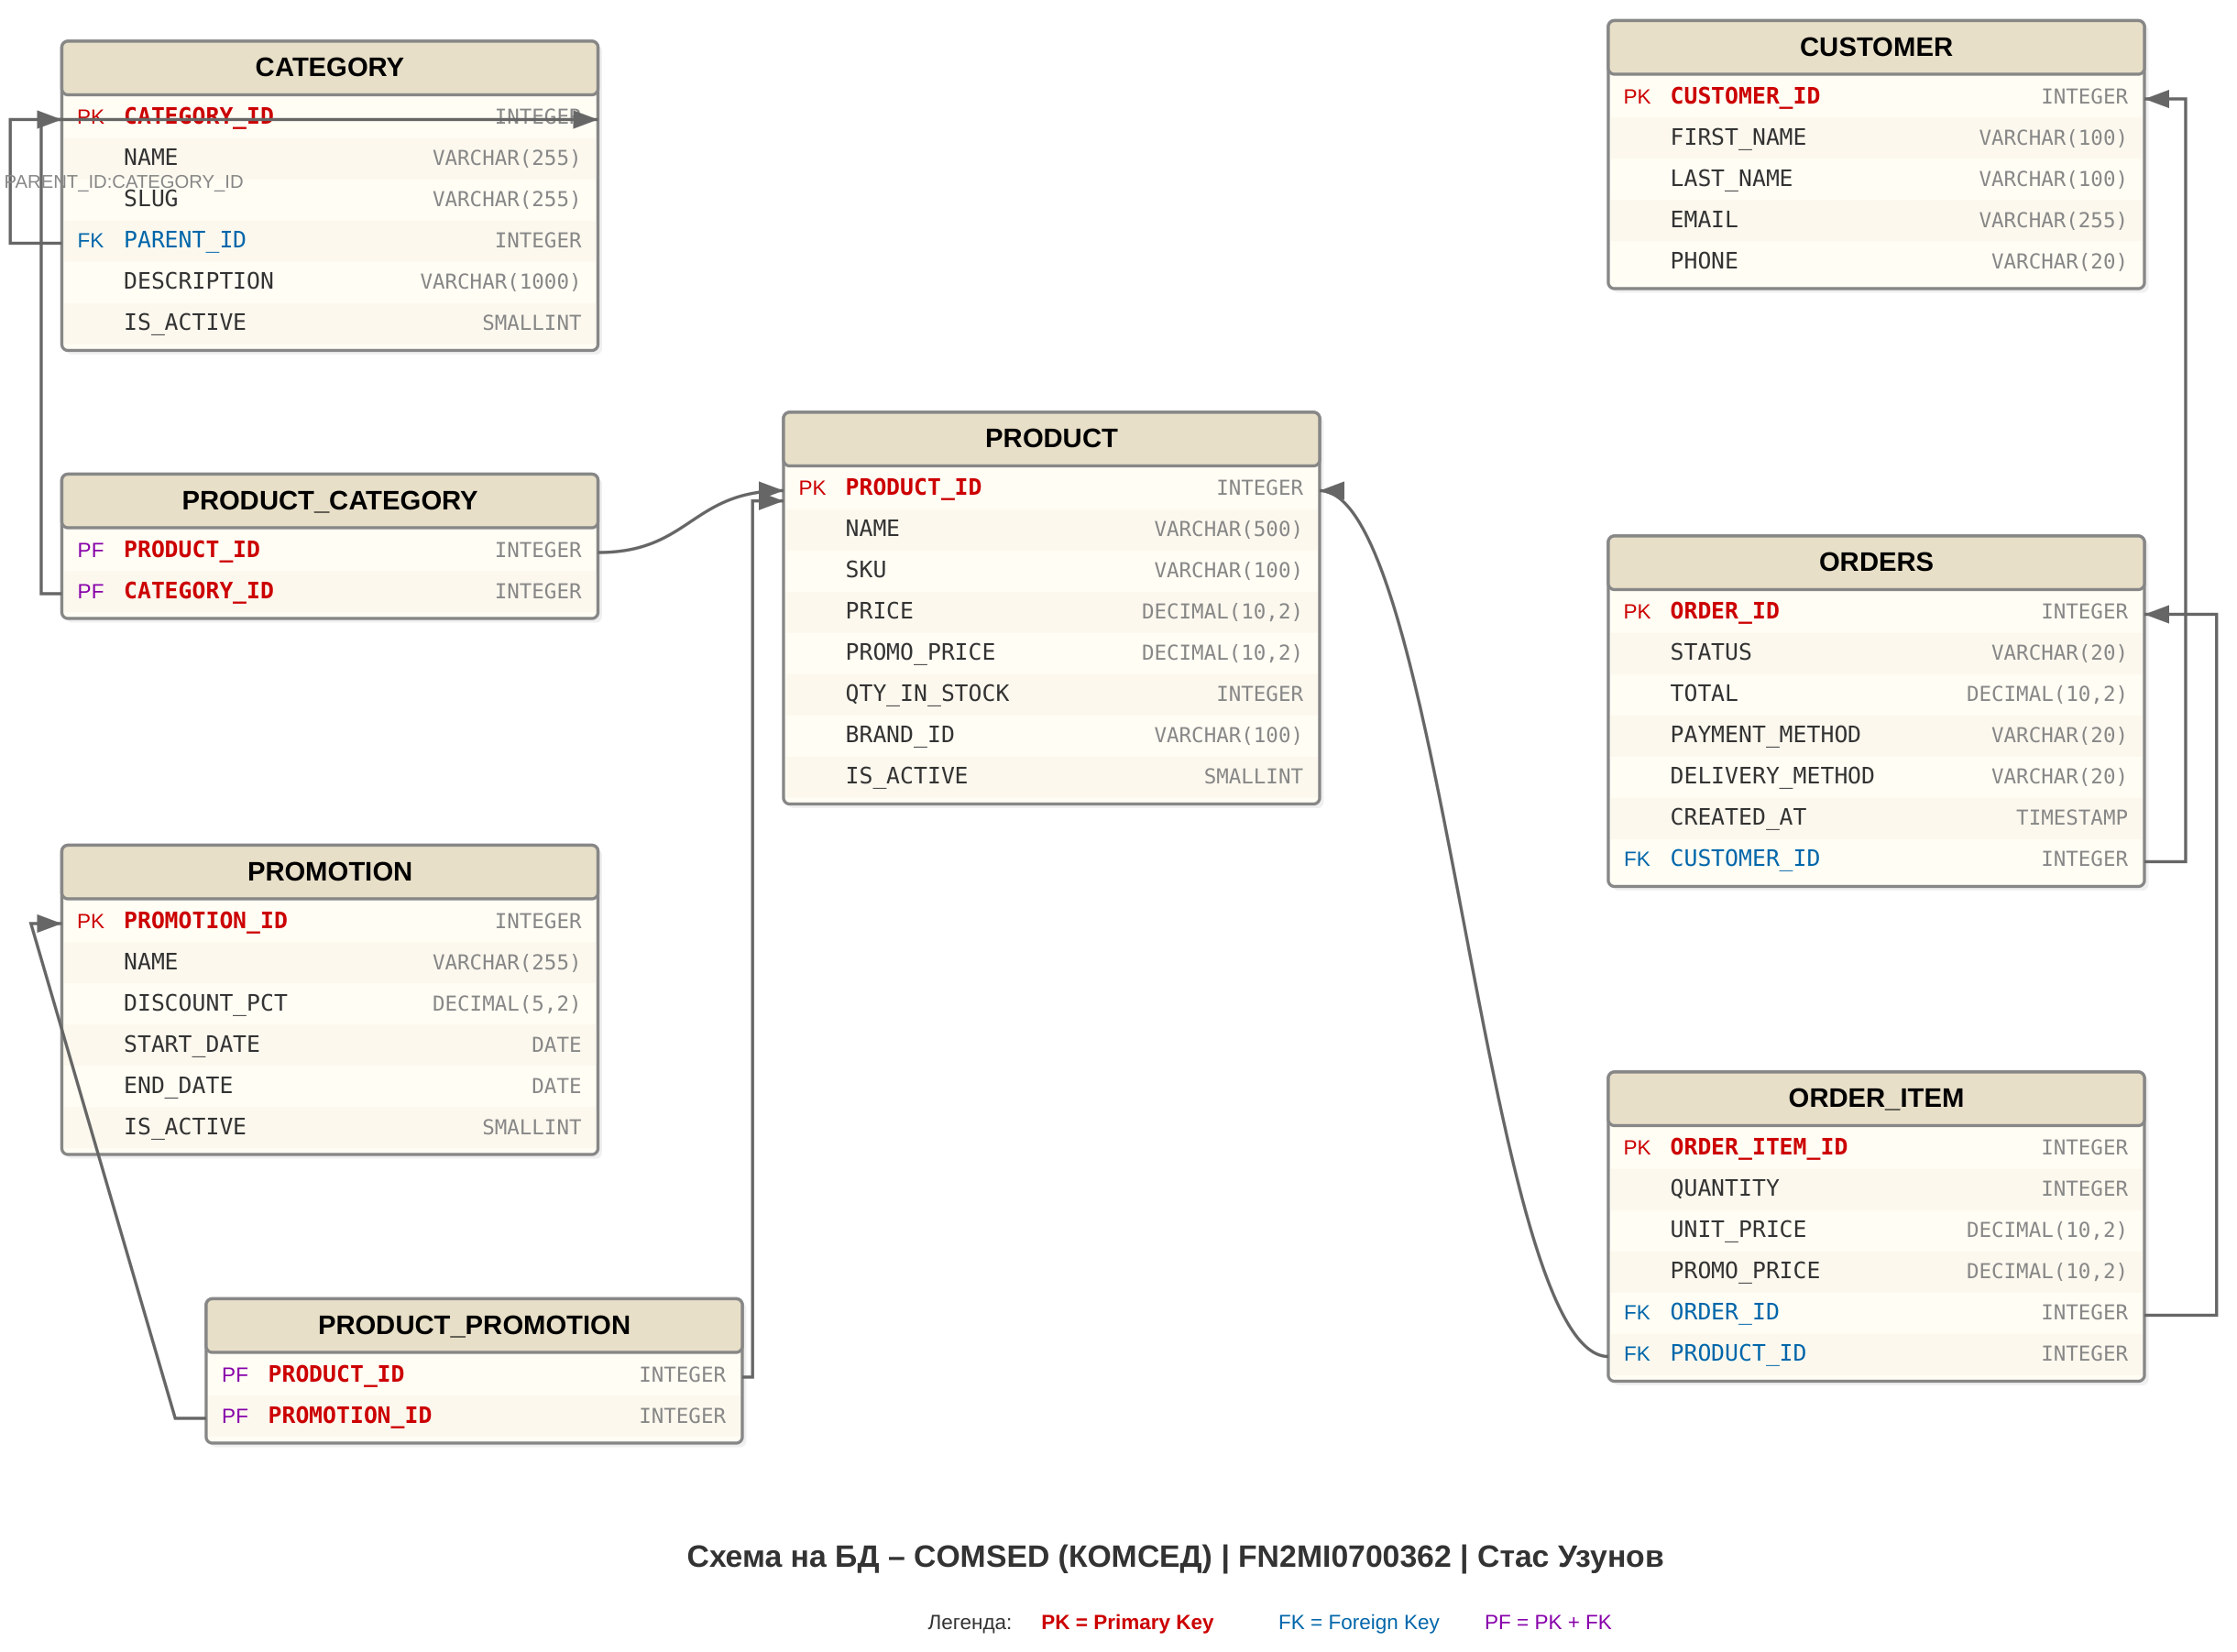 CATEGORY
PK CATEGORY_ID INTEGER
NAME VARCHAR(255)
PARENT_ID:CATEGORY_ID
SLUG VARCHAR(255)
FK PARENT_ID INTEGER
DESCRIPTION VARCHAR(1000)
IS_ACTIVE SMALLINT
PRODUCT_CATEGORY
PF PRODUCT_ID INTEGER
PF CATEGORY_ID INTEGER
PROMOTION
PK PROMOTION_ID INTEGER
NAME VARCHAR(255)
DISCOUNT_PCT DECIMAL(5,2)
START_DATE DATE
END_DATE DATE
IS_ACTIVE SMALLINT
PRODUCT_PROMOTION
PF PRODUCT_ID INTEGER
PF PROMOTION_ID INTEGER
PRODUCT
PK PRODUCT_ID INTEGER
NAME VARCHAR(500)
SKU VARCHAR(100)
PRICE DECIMAL(10,2)
PROMO_PRICE DECIMAL(10,2)
QTY_IN_STOCK INTEGER
BRAND_ID VARCHAR(100)
IS_ACTIVE SMALLINT
CUSTOMER
PK CUSTOMER_ID INTEGER
FIRST_NAME VARCHAR(100)
LAST_NAME VARCHAR(100)
EMAIL VARCHAR(255)
PHONE VARCHAR(20)
ORDERS
PK ORDER_ID INTEGER
STATUS VARCHAR(20)
TOTAL DECIMAL(10,2)
PAYMENT_METHOD VARCHAR(20)
DELIVERY_METHOD VARCHAR(20)
CREATED_AT TIMESTAMP
FK CUSTOMER_ID INTEGER
ORDER_ITEM
PK ORDER_ITEM_ID INTEGER
QUANTITY INTEGER
UNIT_PRICE DECIMAL(10,2)
PROMO_PRICE DECIMAL(10,2)
FK ORDER_ID INTEGER
FK PRODUCT_ID INTEGER
Схема на БД – COMSED (КОМСЕД) | FN2MI0700362 | Стас Узунов
Легенда: PK = Primary Key FK = Foreign Key PF = PK + FK